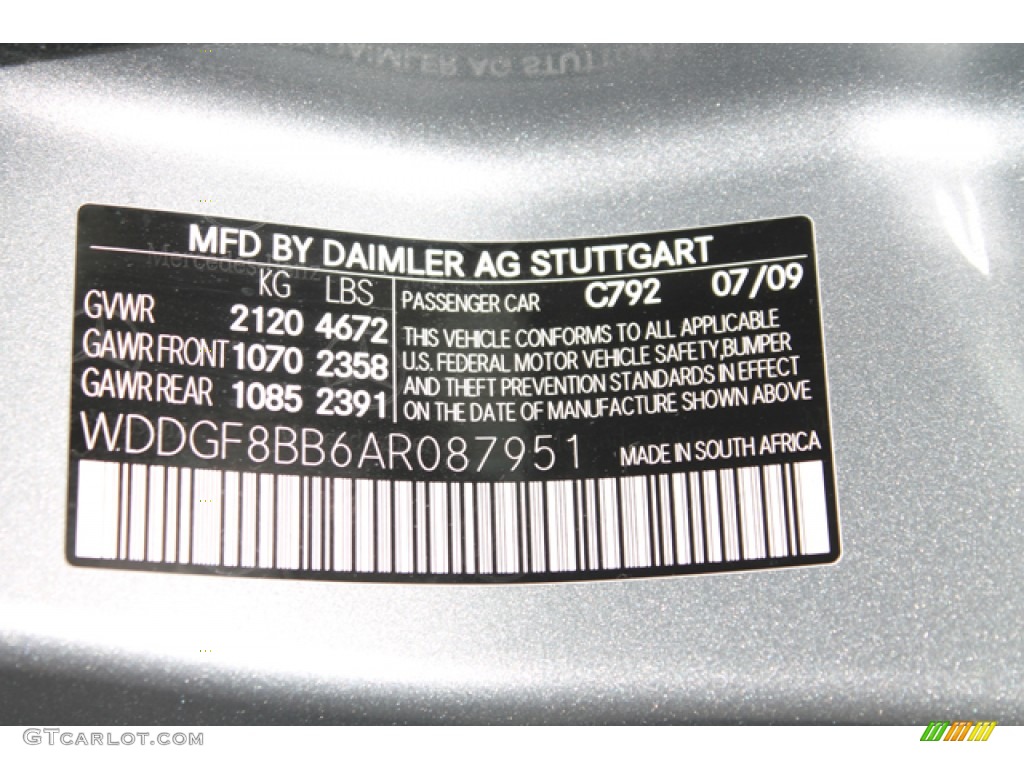 MFD BY DAIMLER AG STUTTGART
KG LBS
GVWR 2120 4672
GAWR FRONT 1070 2358
GAWR REAR 1085 2391
PASSENGER CAR C792 07/09
THIS VEHICLE CONFORMS TO ALL APPLICABLE
U.S. FEDERAL MOTOR VEHICLE SAFETY, BUMPER
AND THEFT PREVENTION STANDARDS IN EFFECT
ON THE DATE OF MANUFACTURE SHOWN ABOVE
WDDGF8BB6AR087951 MADE IN SOUTH AFRICA
GTCARLOT.COM